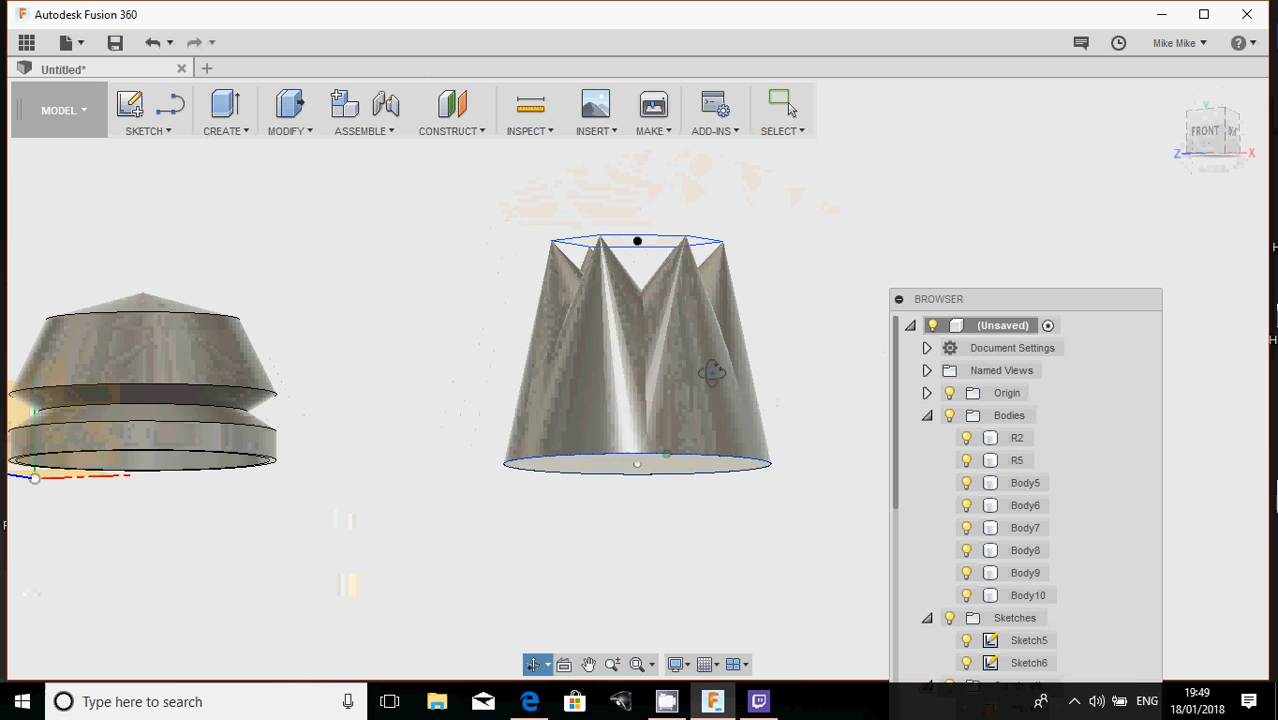 Autodesk Fusion 360
Mike Mike
Untitled*
MODEL
SKETCH
CREATE
MODIFY
ASSEMBLE
CONSTRUCT
INSPECT
INSERT
MAKE
ADD-INS
SELECT
FRONT
Y
Z
X
BROWSER
(Unsaved)
Document Settings
Named Views
Origin
Bodies
R2
R5
Body5
Body6
Body7
Body8
Body9
Body10
Sketches
Sketch5
Sketch6
Type here to search
ENG
19:49
18/01/2018